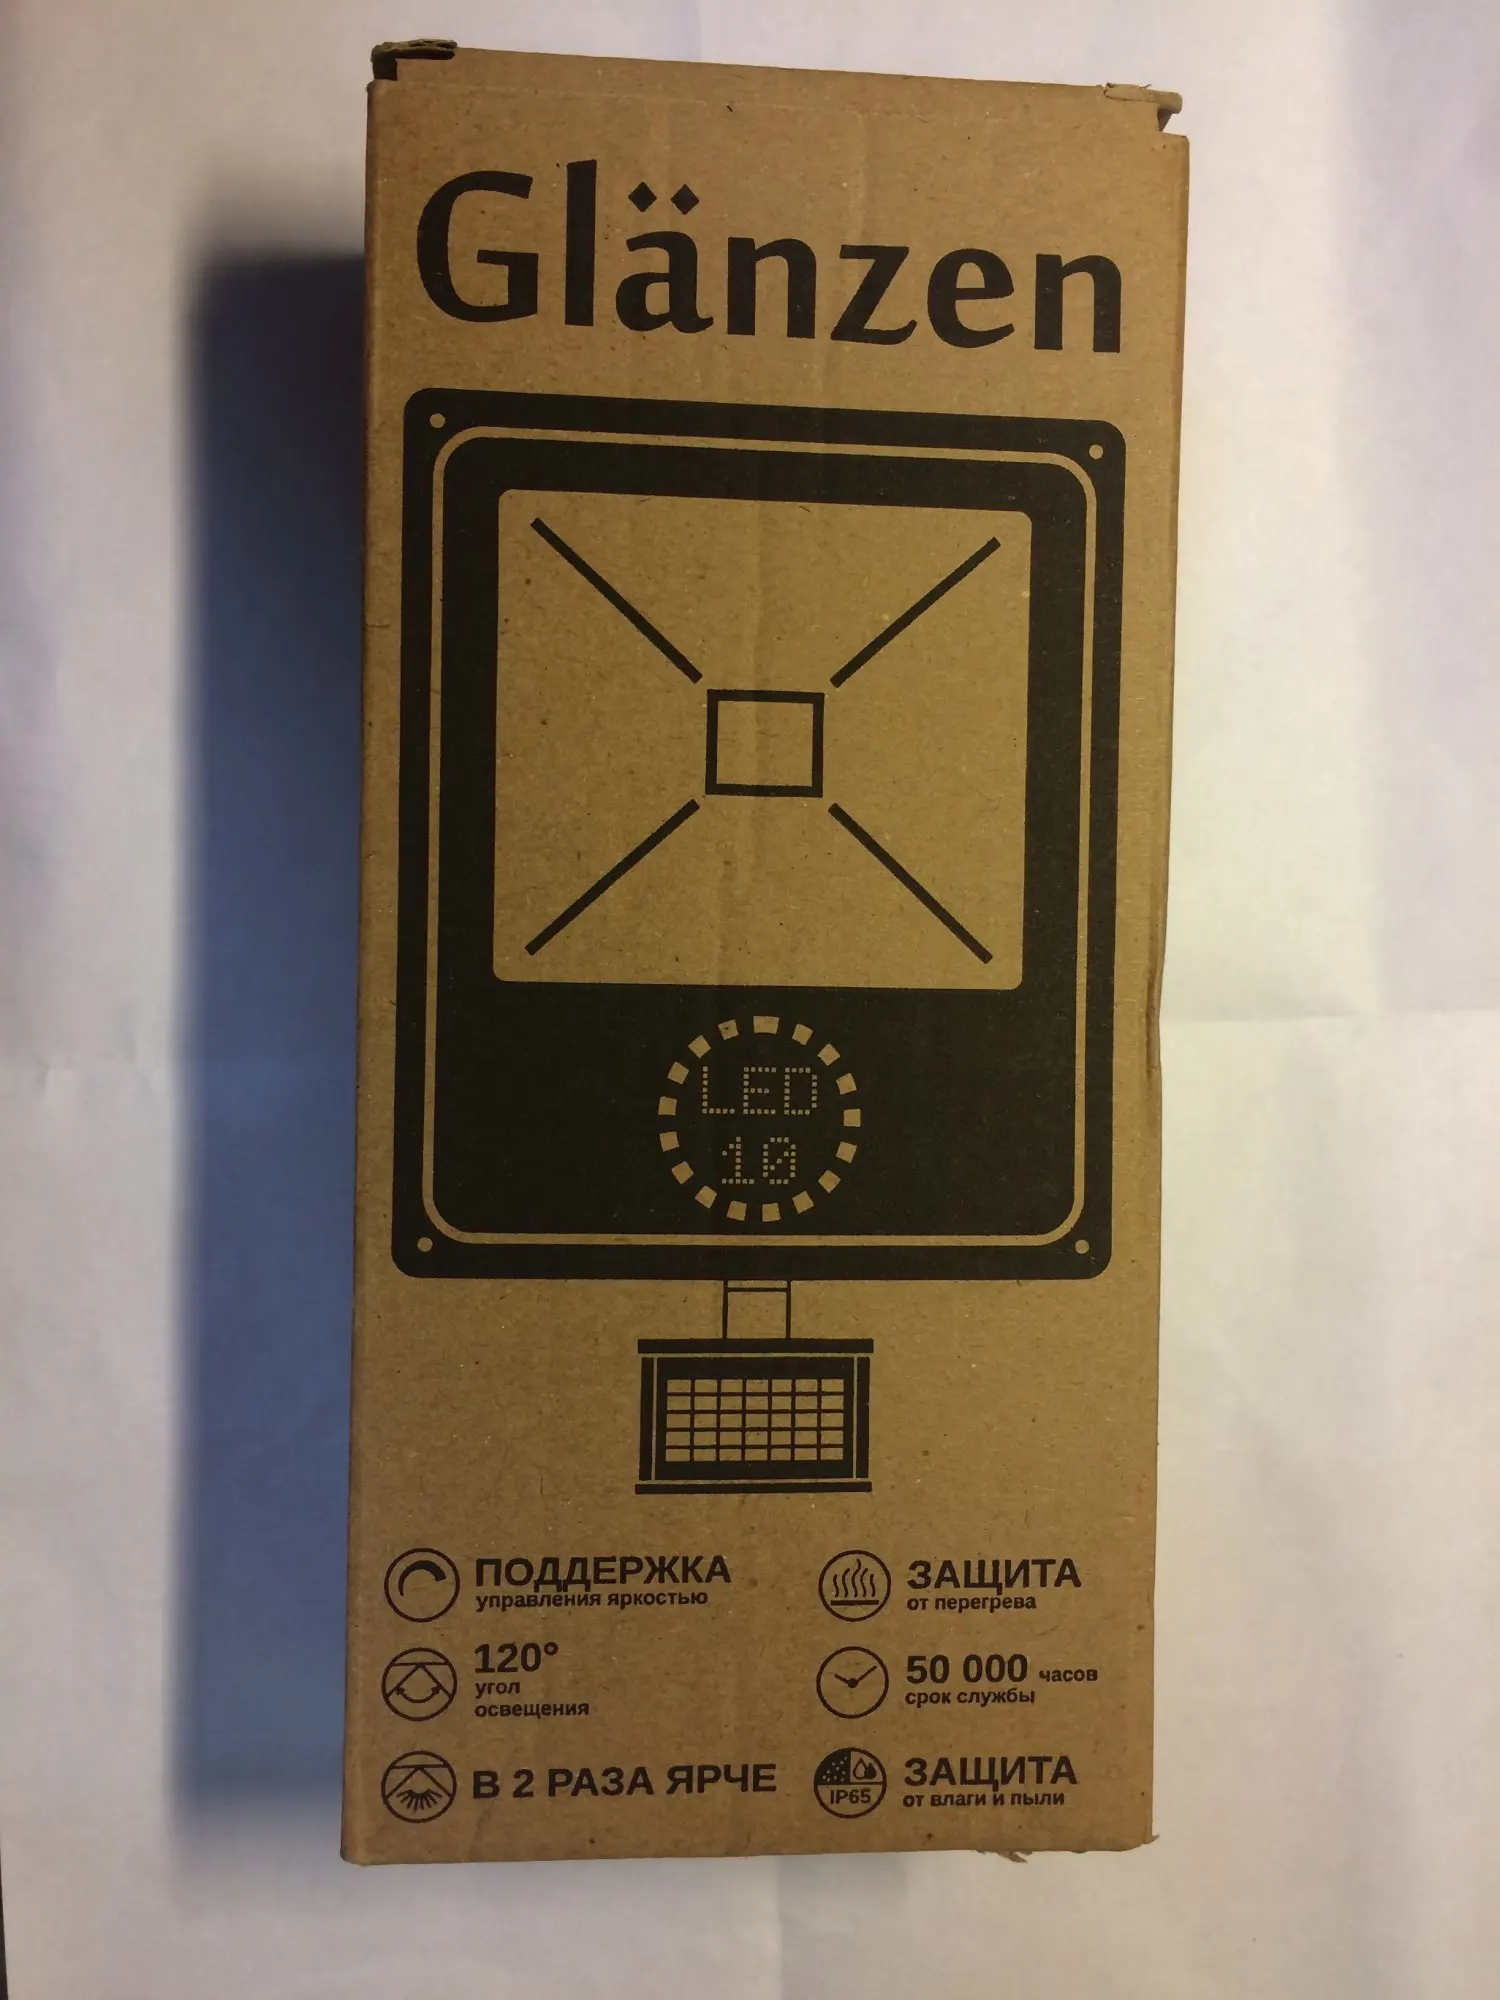 Glänzen
LED
10
ПОДДЕРЖКА
управления яркостью
120°
угол
освещения
В 2 РАЗА ЯРЧЕ
ЗАЩИТА
от перегрева
50 000 часов
срок службы
IP65
ЗАЩИТА
от влаги и пыли